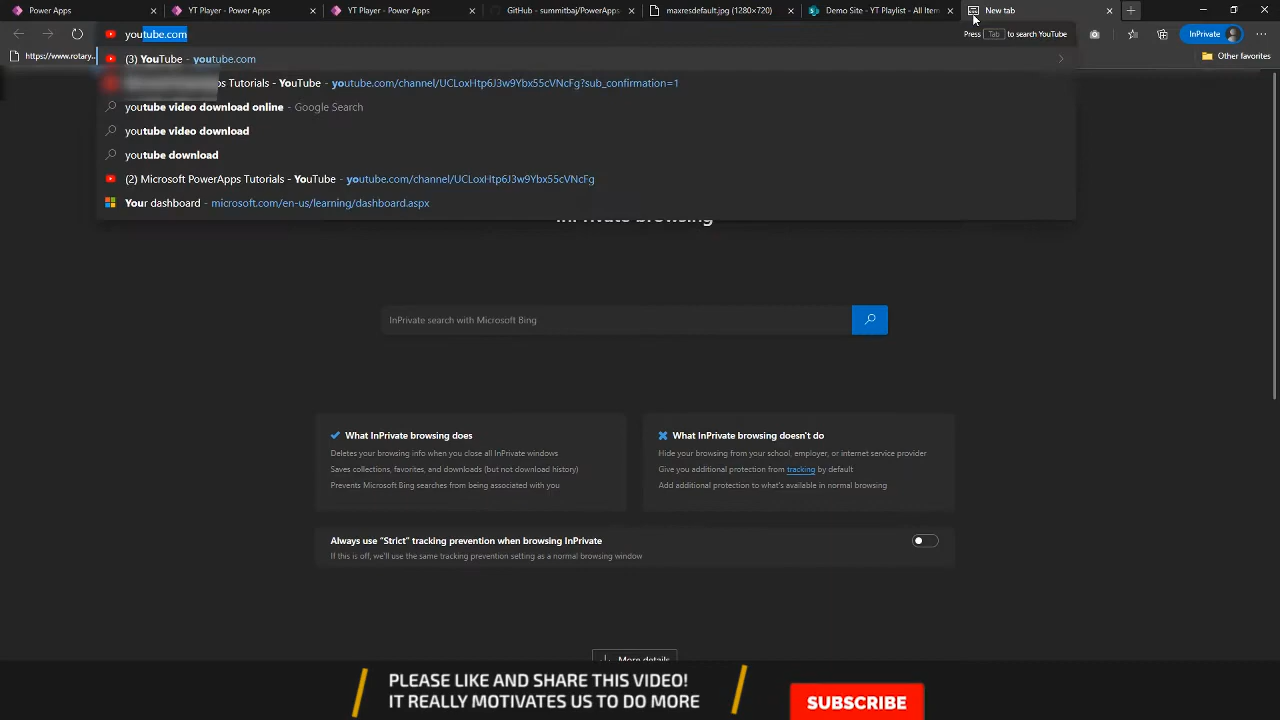 Power Apps
YT Player - Power Apps
YT Player - Power Apps
GitHub - summitbaj/PowerApps-
maxresdefault.jpg (1280×720)
Demo Site - YT Playlist - All Item
New tab
youtube.com
Press Tab to search YouTube
InPrivate
https://www.rotary...
Other favorites
(3) YouTube - youtube.com
ps Tutorials - YouTube - youtube.com/channel/UCLoxHtp6J3w9Ybx55cVNcFg?sub_confirmation=1
youtube video download online - Google Search
youtube video download
youtube download
(2) Microsoft PowerApps Tutorials - YouTube - youtube.com/channel/UCLoxHtp6J3w9Ybx55cVNcFg
Your dashboard - microsoft.com/en-us/learning/dashboard.aspx
InPrivate browsing
InPrivate search with Microsoft Bing
What InPrivate browsing does
Deletes your browsing info when you close all InPrivate windows
Saves collections, favorites, and downloads (but not download history)
Prevents Microsoft Bing searches from being associated with you
What InPrivate browsing doesn't do
Hide your browsing from your school, employer, or internet service provider
Give you additional protection from tracking by default
Add additional protection to what's available in normal browsing
Always use “Strict” tracking prevention when browsing InPrivate
If this is off, we'll use the same tracking prevention setting as a normal browsing window
More details
PLEASE LIKE AND SHARE THIS VIDEO!
IT REALLY MOTIVATES US TO DO MORE
SUBSCRIBE